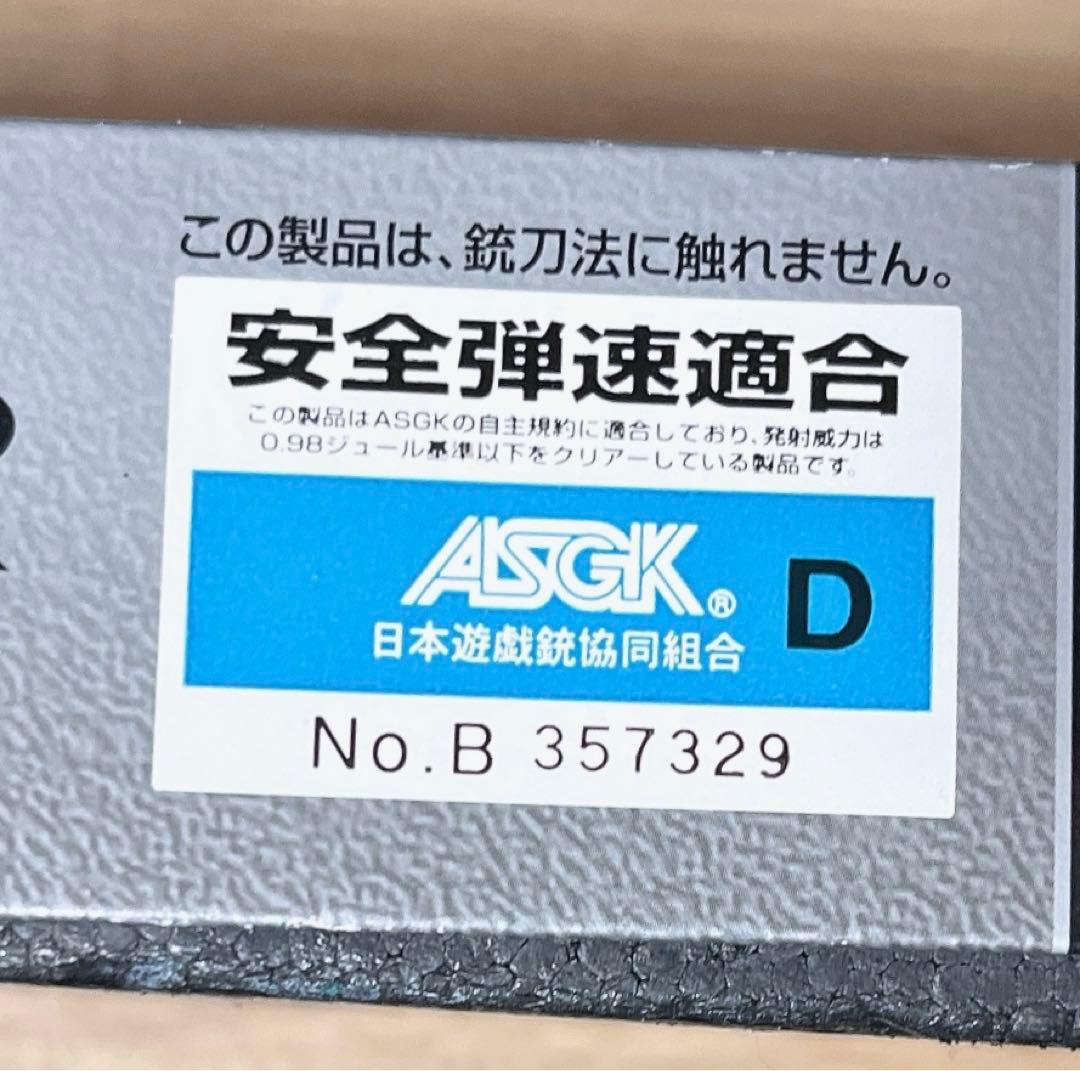 この製品は、銃刀法に触れません。
安全弾速適合
この製品はASGKの自主規約に適合しており、発射威力は
0.98ジュール基準以下をクリアーしている製品です。
ASGK® D
日本遊戯銃協同組合
No.B 357329